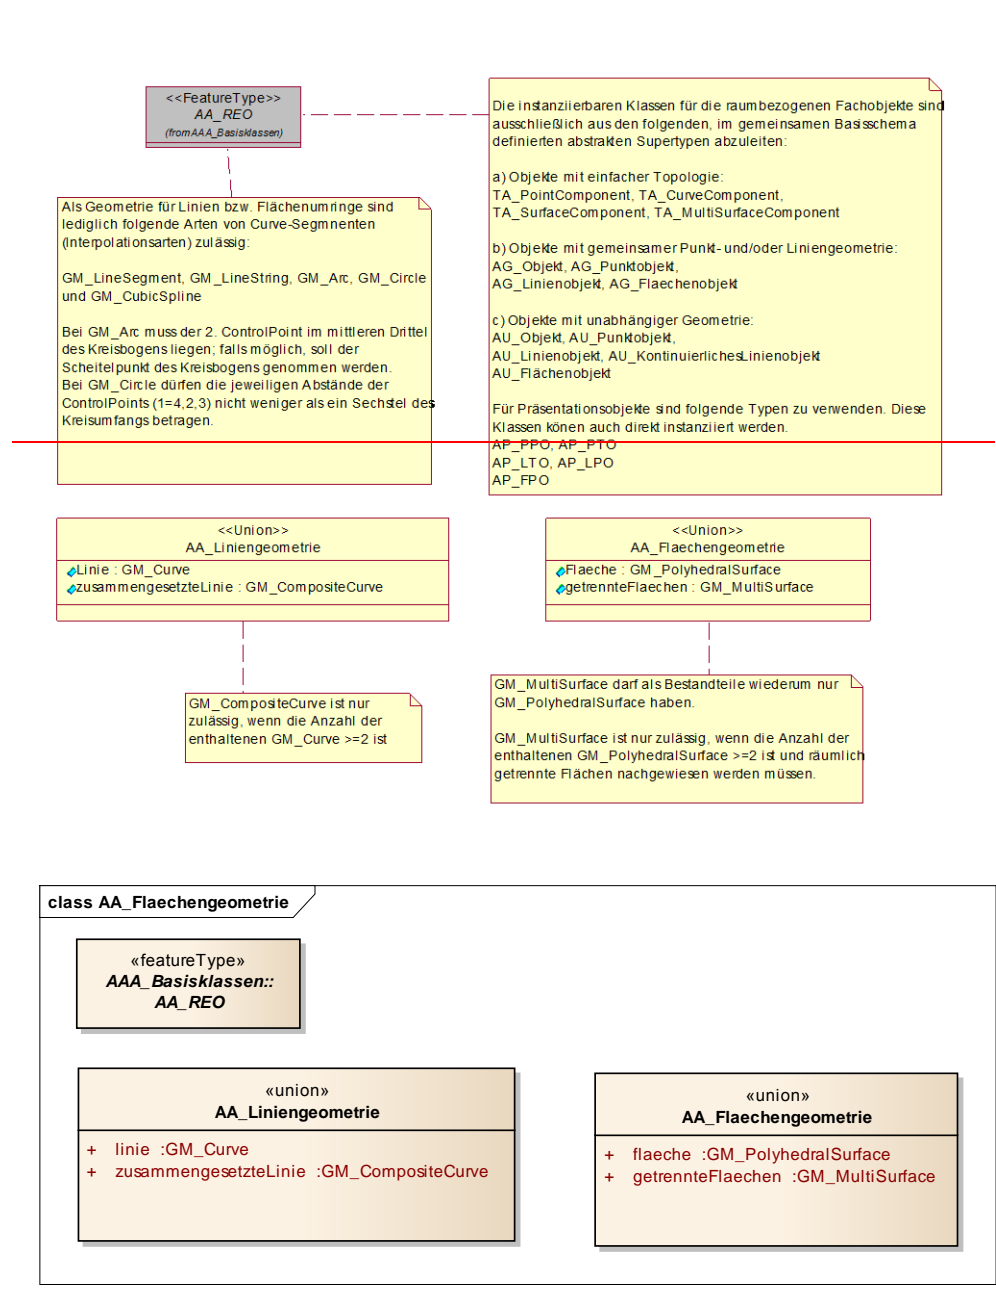 <<FeatureType>>
AA_REO
(from AAA_Basisklassen)
Die instanziierbaren Klassen für die raumbezogenen Fachobjekte sind
ausschließlich aus den folgenden, im gemeinsamen Basisschema
definierten abstrakten Supertypen abzuleiten:
a) Objekte mit einfacher Topologie:
TA_PointComponent, TA_CurveComponent,
TA_SurfaceComponent, TA_MultiSurfaceComponent
b) Objekte mit gemeinsamer Punkt- und/oder Liniengeometrie:
AG_Objekt, AG_Punktobjekt,
AG_Linienobjekt, AG_Flaechenobjekt
c) Objekte mit unabhängiger Geometrie:
AU_Objekt, AU_Punktobjekt,
AU_Linienobjekt, AU_KontinuierlichesLinienobjekt
AU_Flächenobjekt
Für Präsentationsobjekte sind folgende Typen zu verwenden. Diese
Klassen könen auch direkt instanziiert werden.
AP_PPO, AP_PTO
AP_LTO, AP_LPO
AP_FPO
Als Geometrie für Linien bzw. Flächenumringe sind
lediglich folgende Arten von Curve-Segmnenten
(Interpolationsarten) zulässig:
GM_LineSegment, GM_LineString, GM_Arc, GM_Circle
und GM_CubicSpline
Bei GM_Arc muss der 2. ControlPoint im mittleren Drittel
des Kreisbogens liegen; falls möglich, soll der
Scheitelpunkt des Kreisbogens genommen werden.
Bei GM_Circle dürfen die jeweiligen Abstände der
ControlPoints (1=4,2,3) nicht weniger als ein Sechstel des
Kreisumfangs betragen.
<<Union>>
AA_Liniengeometrie
Linie : GM_Curve
zusammengesetzteLinie : GM_CompositeCurve
<<Union>>
AA_Flaechengeometrie
Flaeche : GM_PolyhedralSurface
getrennteFlaechen : GM_MultiSurface
GM_CompositeCurve ist nur
zulässig, wenn die Anzahl der
enthaltenen GM_Curve >=2 ist
GM_MultiSurface darf als Bestandteile wiederum nur
GM_PolyhedralSurface haben.
GM_MultiSurface ist nur zulässig, wenn die Anzahl der
enthaltenen GM_PolyhedralSurface >=2 ist und räumlich
getrennte Flächen nachgewiesen werden müssen.
class AA_Flaechengeometrie
«featureType»
AAA_Basisklassen::
AA_REO
«union»
AA_Liniengeometrie
+ linie :GM_Curve
+ zusammengesetzteLinie :GM_CompositeCurve
«union»
AA_Flaechengeometrie
+ flaeche :GM_PolyhedralSurface
+ getrennteFlaechen :GM_MultiSurface